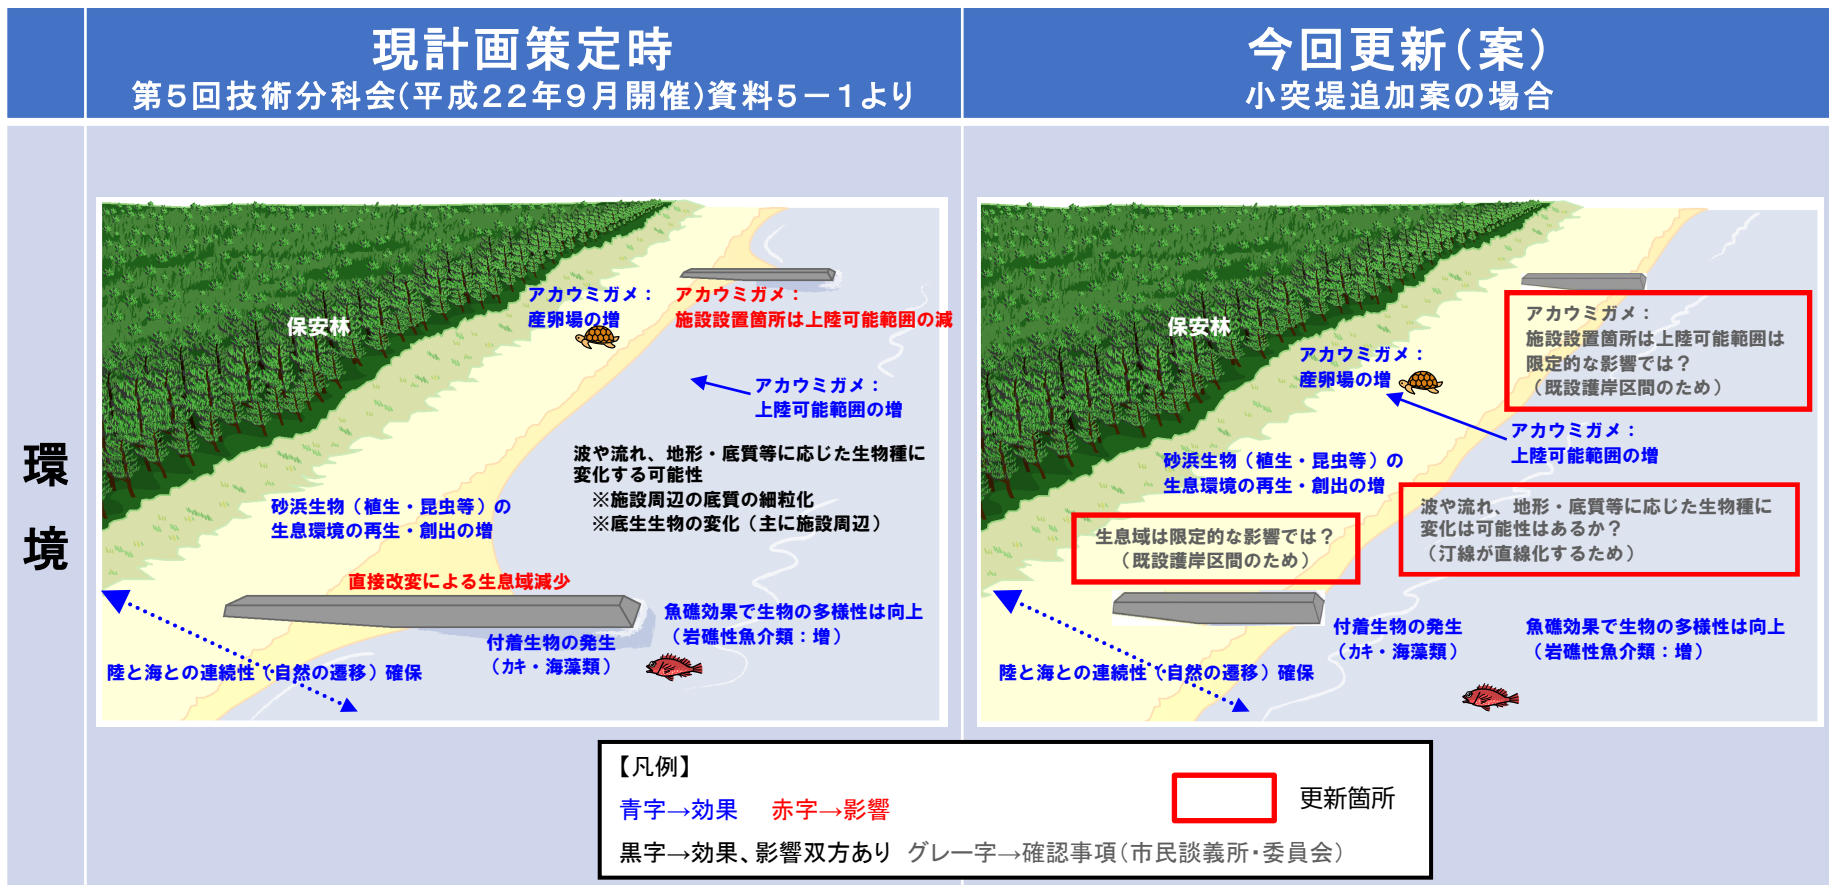 現計画策定時
第5回技術分科会(平成22年9月開催)資料5－1より
今回更新(案)
小突堤追加案の場合
環境
保安林
アカウミガメ：
産卵場の増
アカウミガメ：
施設設置箇所は上陸可能範囲の減
アカウミガメ：
上陸可能範囲の増
波や流れ、地形・底質等に応じた生物種に
変化する可能性
※施設周辺の底質の細粒化
※底生生物の変化（主に施設周辺）
砂浜生物（植生・昆虫等）の
生息環境の再生・創出の増
直接改変による生息域減少
魚礁効果で生物の多様性は向上
（岩礁性魚介類：増）
付着生物の発生
（カキ・海藻類）
陸と海との連続性（自然の遷移）確保
保安林
アカウミガメ：
施設設置箇所は上陸可能範囲は
限定的な影響では？
（既設護岸区間のため）
アカウミガメ：
産卵場の増
アカウミガメ：
上陸可能範囲の増
砂浜生物（植生・昆虫等）の
生息環境の再生・創出の増
波や流れ、地形・底質等に応じた生物種に
変化は可能性はあるか？
（汀線が直線化するため）
生息域は限定的な影響では？
（既設護岸区間のため）
付着生物の発生
（カキ・海藻類）
魚礁効果で生物の多様性は向上
（岩礁性魚介類：増）
陸と海との連続性（自然の遷移）確保
【凡例】
青字→効果　赤字→影響
更新箇所
黒字→効果、影響双方あり　グレー字→確認事項(市民談義所・委員会)